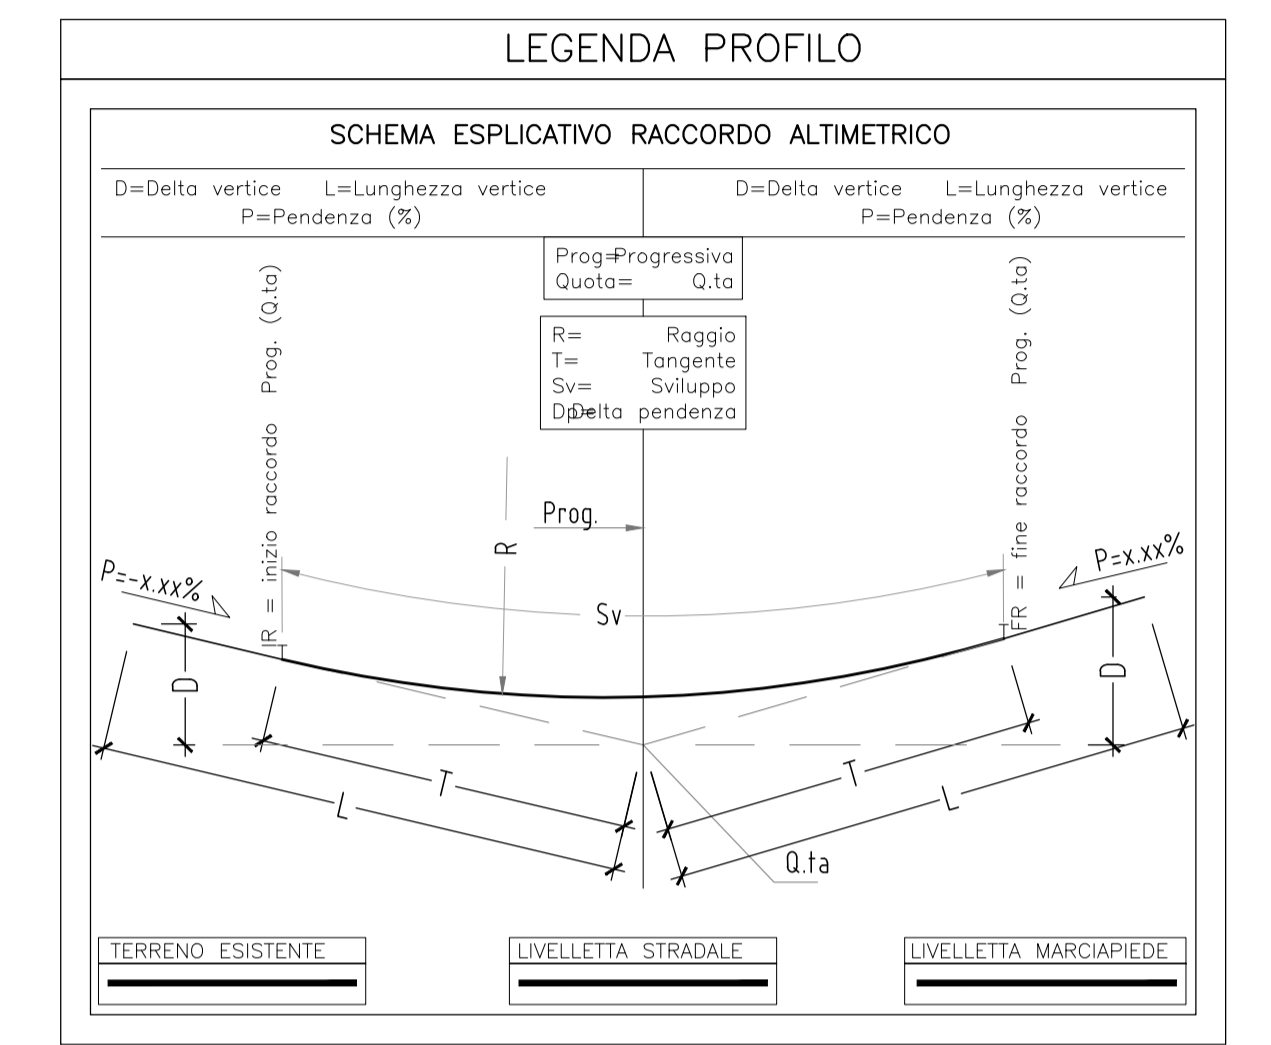 LEGENDA PROFILO
SCHEMA ESPLICATIVO RACCORDO ALTIMETRICO
D=Delta vertice L=Lunghezza vertice
P=Pendenza (%)
D=Delta vertice L=Lunghezza vertice
P=Pendenza (%)
Prog=Progressiva
Quota= Q.ta
R= Raggio
T= Tangente
Sv= Sviluppo
Dp=Delta pendenza
IR = inizio raccordo Prog. (Q.ta)
FR = fine raccordo Prog. (Q.ta)
R
Prog.
Sv
P=-x.xx%
P=x.xx%
T
T
D
D
T
T
L
L
Q.ta
TERRENO ESISTENTE
LIVELLETTA STRADALE
LIVELLETTA MARCIAPIEDE